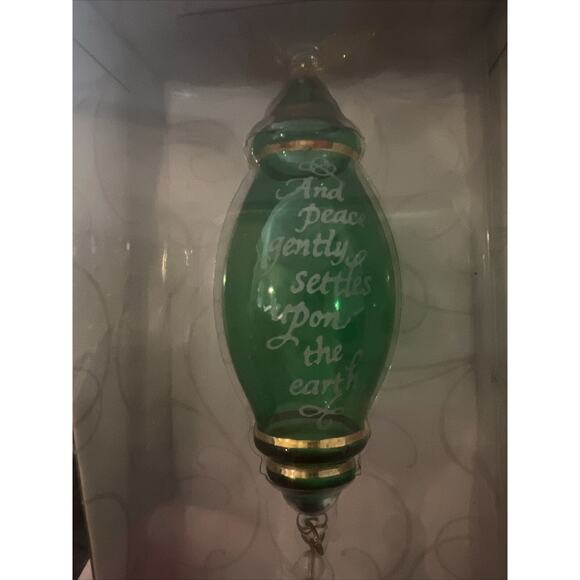 And
peace
gently
settles
upon
the
earth